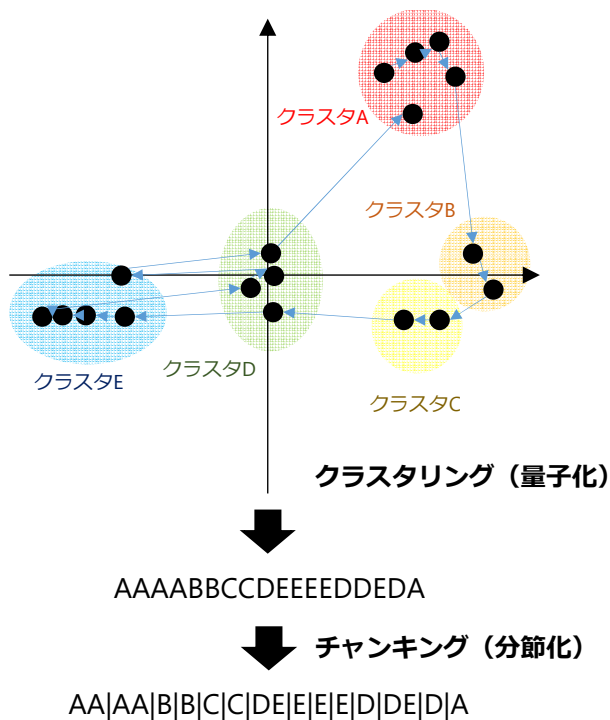 クラスタA
クラスタB
クラスタD
クラスタE
クラスタC
クラスタリング（量子化）
AAAABBCCDEEEEDDEDA
チャンキング（分節化）
AA|AA|B|B|C|C|DE|E|E|E|D|DE|D|A